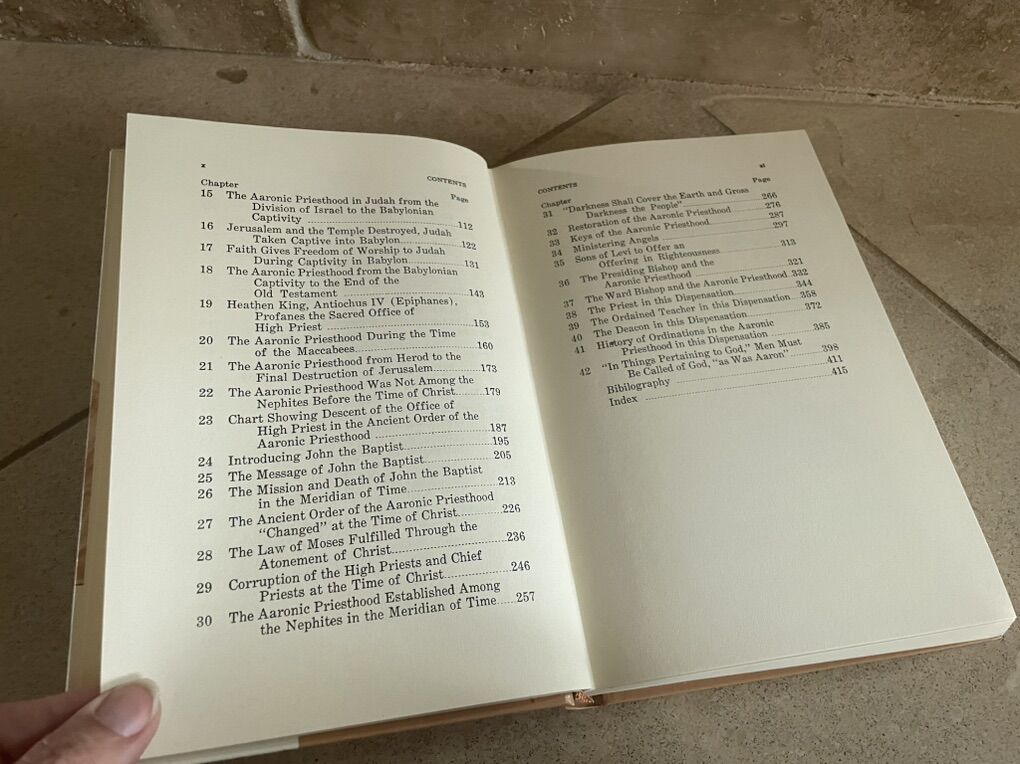 x
CONTENTS
Chapter Page
15 The Aaronic Priesthood in Judah from the
Division of Israel to the Babylonian
Captivity ........112
16 Jerusalem and the Temple Destroyed, Judah
Taken Captive into Babylon........122
17 Faith Gives Freedom of Worship to Judah
During Captivity in Babylon........131
18 The Aaronic Priesthood from the Babylonian
Captivity to the End of the
Old Testament ........143
19 Heathen King, Antiochus IV (Epiphanes),
Profanes the Sacred Office of
High Priest ........153
20 The Aaronic Priesthood During the Time
of the Maccabees........160
21 The Aaronic Priesthood from Herod to the
Final Destruction of Jerusalem........173
22 The Aaronic Priesthood Was Not Among the
Nephites Before the Time of Christ........179
23 Chart Showing Descent of the Office of
High Priest in the Ancient Order of the
Aaronic Priesthood ........187
24 Introducing John the Baptist........195
25 The Message of John the Baptist........205
26 The Mission and Death of John the Baptist
in the Meridian of Time........213
27 The Ancient Order of the Aaronic Priesthood
"Changed" at the Time of Christ........226
28 The Law of Moses Fulfilled Through the
Atonement of Christ........236
29 Corruption of the High Priests and Chief
Priests at the Time of Christ........246
30 The Aaronic Priesthood Established Among
the Nephites in the Meridian of Time......257
xi
CONTENTS
Chapter Page
31 "Darkness Shall Cover the Earth and Gross
Darkness the People"........266
32 Restoration of the Aaronic Priesthood........276
33 Keys of the Aaronic Priesthood........287
34 Ministering Angels ........297
35 Sons of Levi to Offer an
Offering in Righteousness........313
36 The Presiding Bishop and the
Aaronic Priesthood ........321
37 The Ward Bishop and the Aaronic Priesthood..332
38 The Priest in this Dispensation........344
39 The Ordained Teacher in this Dispensation....358
40 The Deacon in this Dispensation........372
41 History of Ordinations in the Aaronic
Priesthood in this Dispensation........385
42 "In Things Pertaining to God," Men Must
Be Called of God, "as Was Aaron"........398
Bibilography ........411
Index ........415